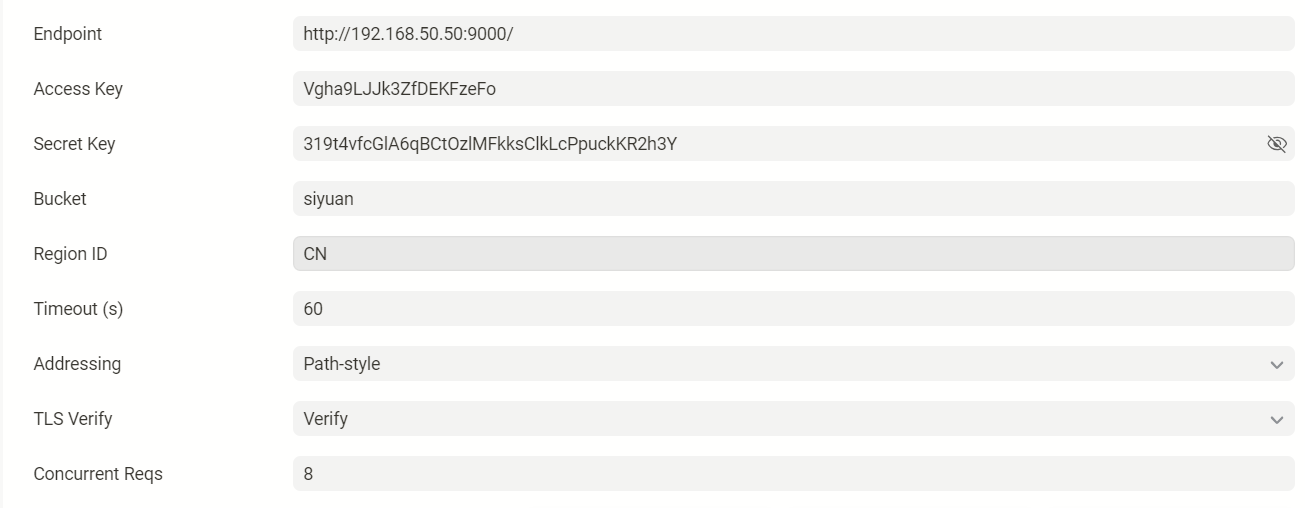 Endpoint http://192.168.50.50:9000/
Access Key Vgha9LJJk3ZfDEKFzeFo
Secret Key 319t4vfcGlA6qBCtOzlMFkksClkLcPpuckKR2h3Y
Bucket siyuan
Region ID CN
Timeout (s) 60
Addressing Path-style
TLS Verify Verify
Concurrent Reqs 8